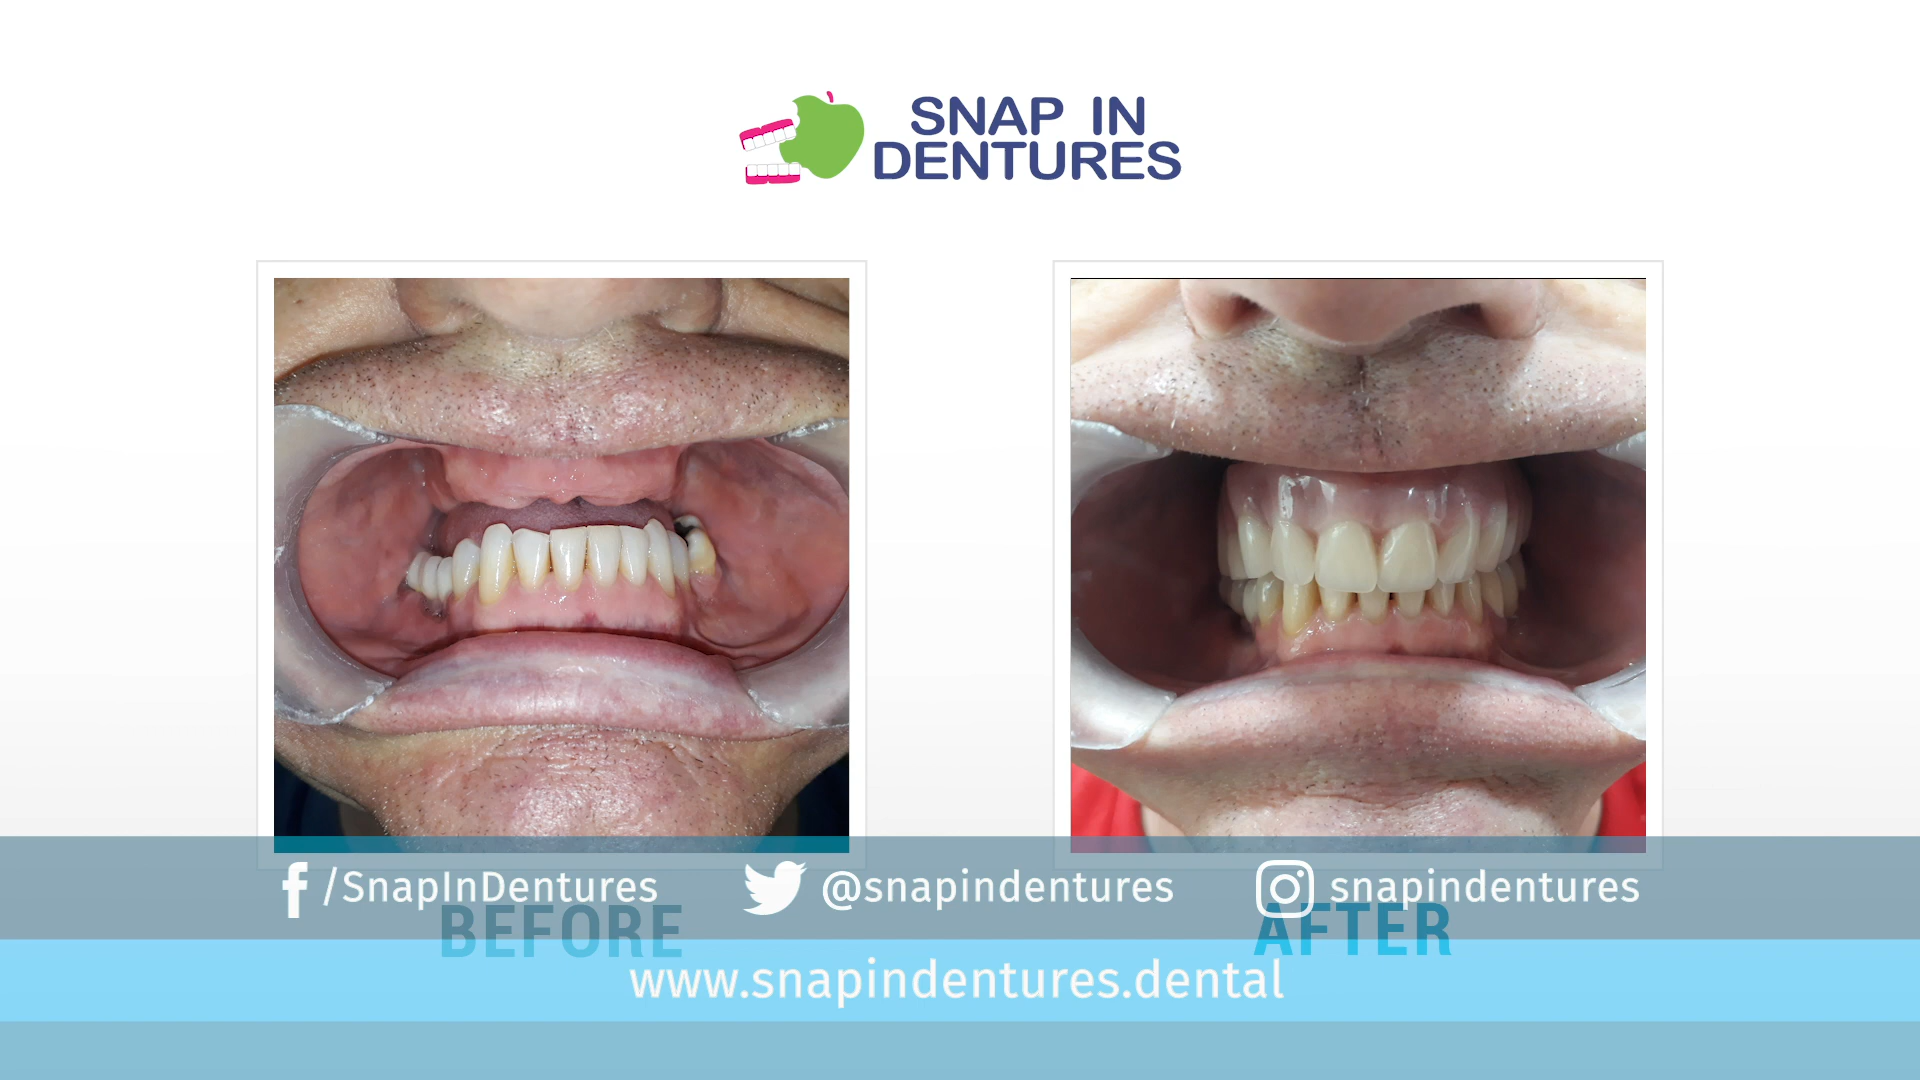 SNAP IN
DENTURES
/SnapInDentures
@snapindentures
snapindentures
BEFORE
AFTER
www.snapindentures.dental